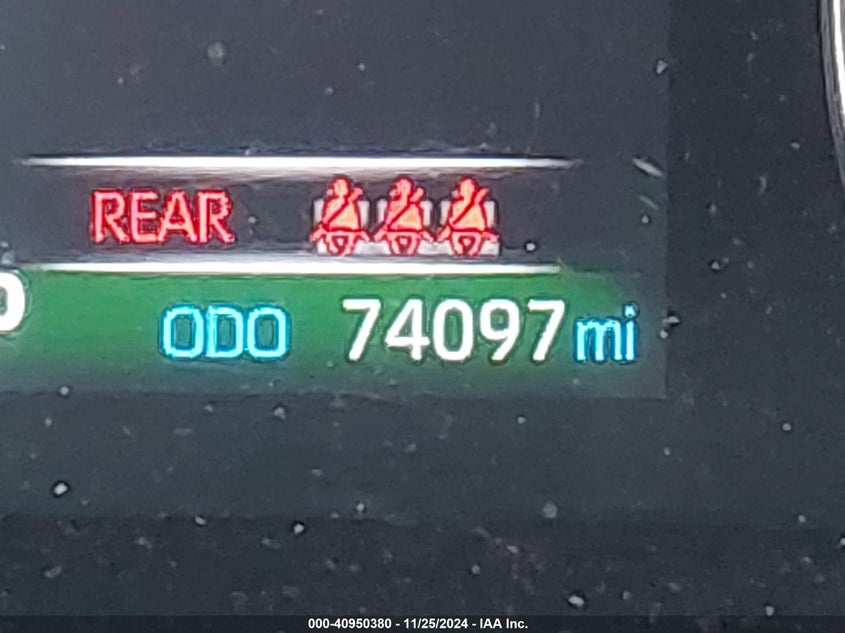 REAR
ODO 74097 mi
000-40950380 - 11/25/2024 - IAA Inc.